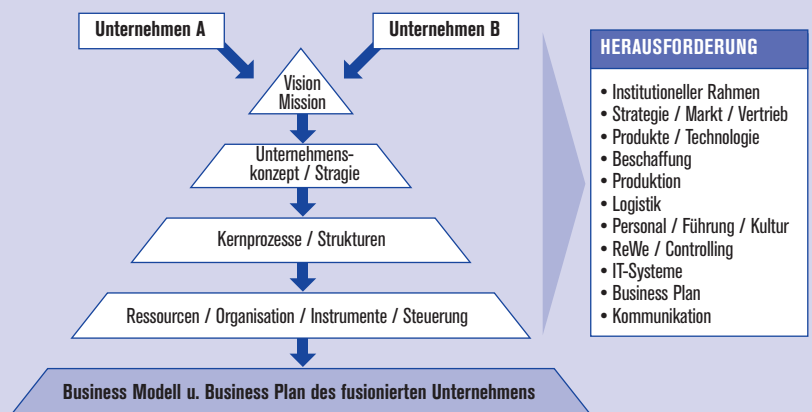 Unternehmen A
Unternehmen B
Vision
Mission
Unternehmens-
konzept / Stragie
Kernprozesse / Strukturen
Ressourcen / Organisation / Instrumente / Steuerung
Business Modell u. Business Plan des fusionierten Unternehmens
HERAUSFORDERUNG
• Institutioneller Rahmen
• Strategie / Markt / Vertrieb
• Produkte / Technologie
• Beschaffung
• Produktion
• Logistik
• Personal / Führung / Kultur
• ReWe / Controlling
• IT-Systeme
• Business Plan
• Kommunikation